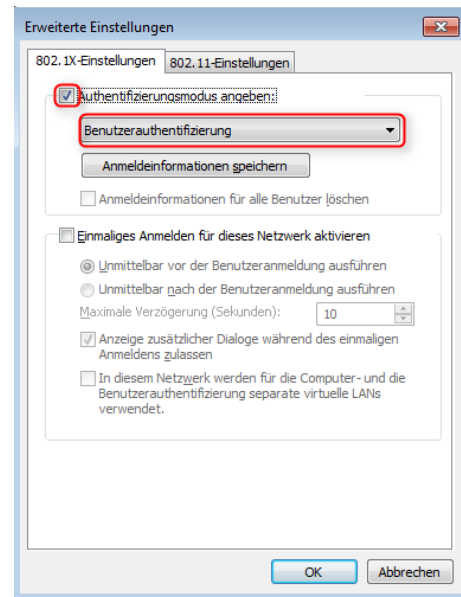 Erweiterte Einstellungen
802.1X-Einstellungen 802.11-Einstellungen
Authentifizierungsmodus angeben:
Benutzerauthentifizierung
Anmeldeinformationen speichern
Anmeldeinformationen für alle Benutzer löschen
Einmaliges Anmelden für dieses Netzwerk aktivieren
Unmittelbar vor der Benutzeranmeldung ausführen
Unmittelbar nach der Benutzeranmeldung ausführen
Maximale Verzögerung (Sekunden): 10
Anzeige zusätzlicher Dialoge während des einmaligen
Anmeldens zulassen
In diesem Netzwerk werden für die Computer- und die
Benutzerauthentifizierung separate virtuelle LANs
verwendet.
OK Abbrechen